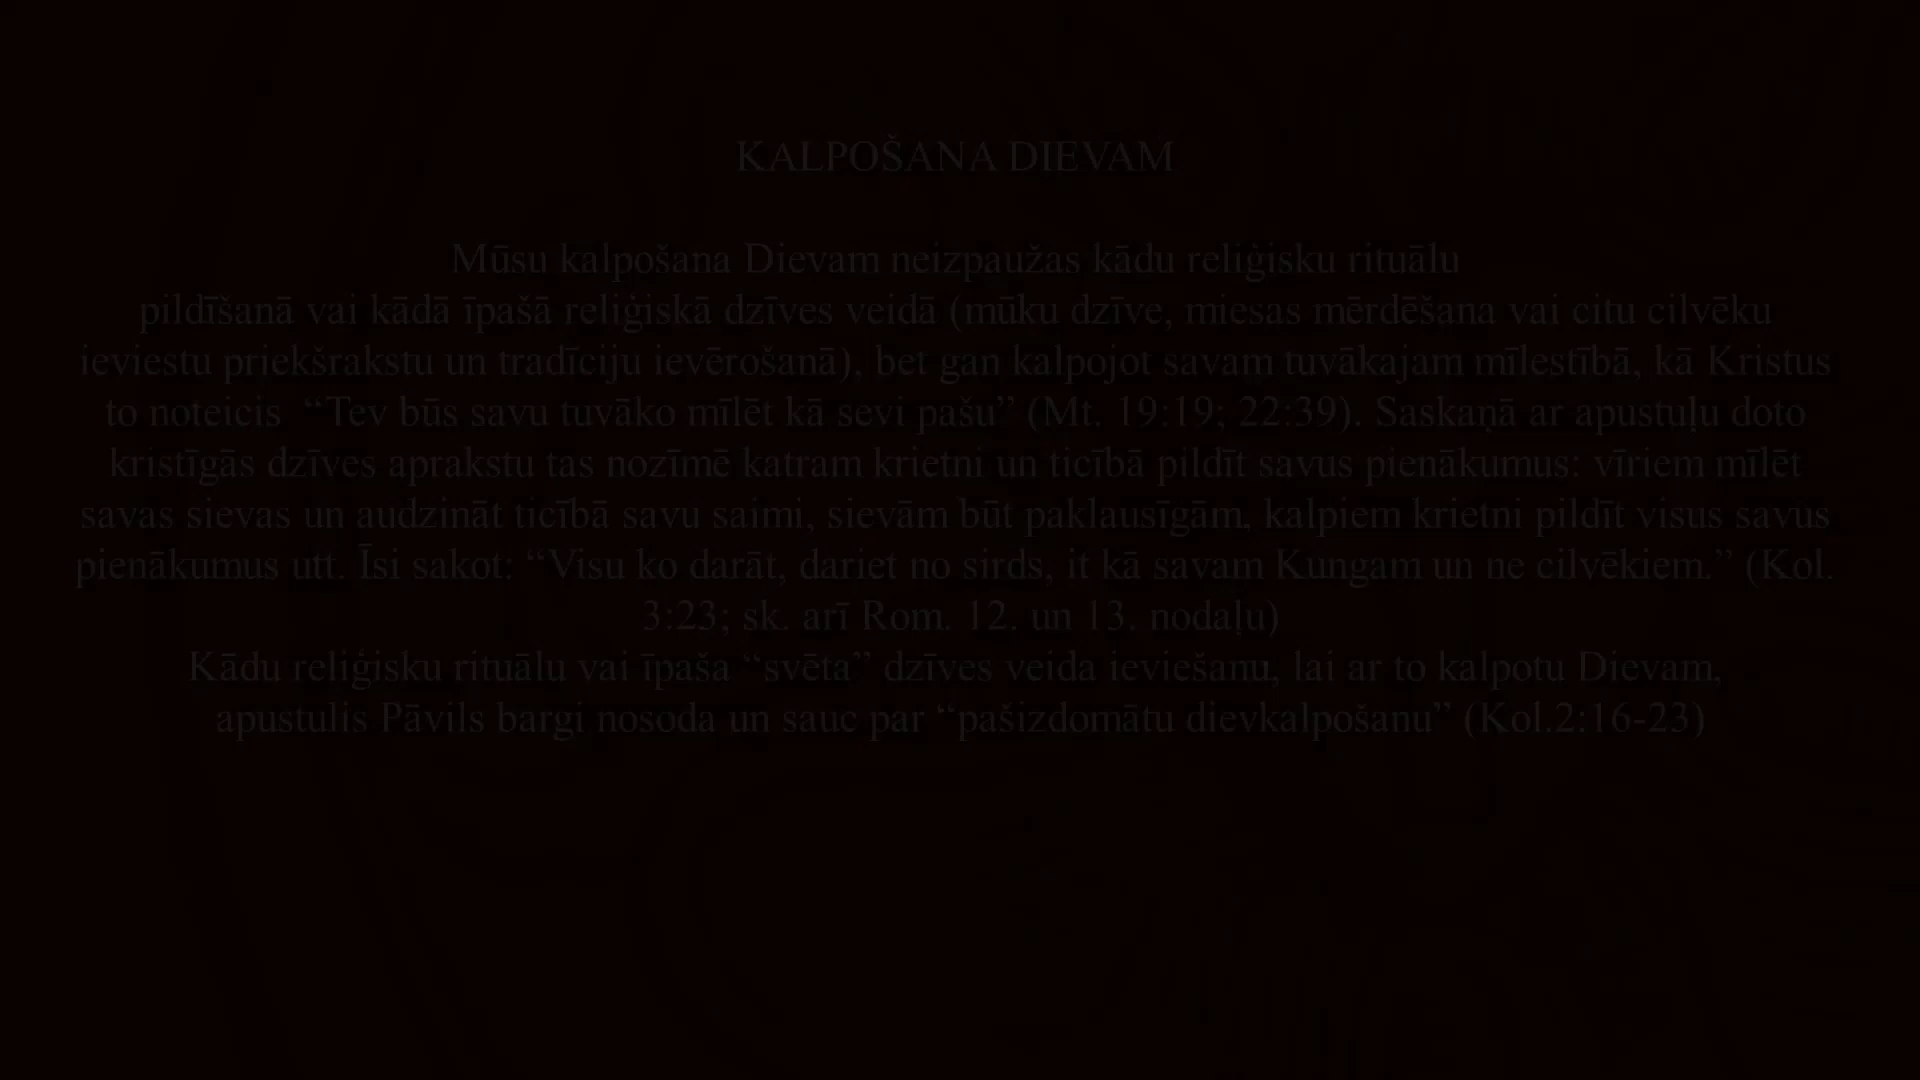 KALPOŠANA DIEVAM
Mūsu kalpošana Dievam neizpaužas kādu reliģisku rituālu
pildīšanā vai kādā īpašā reliģiskā dzīves veidā (mūku dzīve, miesas mērdēšana vai citu cilvēku
ieviestu priekšrakstu un tradīciju ievērošanā), bet gan kalpojot savam tuvākajam mīlestībā, kā Kristus
to noteicis “Tev būs savu tuvāko mīlēt kā sevi pašu” (Mt. 19:19; 22:39). Saskaņā ar apustuļu doto
kristīgās dzīves aprakstu tas nozīmē katram krietni un ticībā pildīt savus pienākumus: vīriem mīlēt
savas sievas un audzināt ticībā savu saimi, sievām būt paklausīgām, kalpiem krietni pildīt visus savus
pienākumus utt. Īsi sakot: “Visu ko darāt, dariet no sirds, it kā savam Kungam un ne cilvēkiem.” (Kol.
3:23; sk. arī Rom. 12. un 13. nodaļu)
Kādu reliģisku rituālu vai īpaša “svēta” dzīves veida ieviešanu, lai ar to kalpotu Dievam,
apustulis Pāvils bargi nosoda un sauc par “pašizdomātu dievkalpošanu” (Kol.2:16-23)